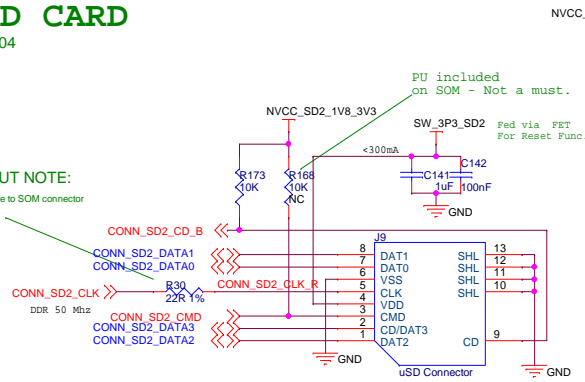 D CARD
04
NVCC_
PU included
on SOM - Not a must.
NVCC_SD2_1V8_3V3
SW_3P3_SD2
Fed via FET
For Reset Func.
<300mA
R173
10K
R168
10K
NC
C141
1uF
C142
100nF
GND
UT NOTE:
e to SOM connector
CONN_SD2_CD_B
CONN_SD2_DATA1
CONN_SD2_DATA0
CONN_SD2_CLK
R30
22R 1%
CONN_SD2_CLK_R
DDR 50 Mhz
CONN_SD2_CMD
CONN_SD2_DATA3
CONN_SD2_DATA2
J9
8 DAT1 SHL 13
7 DAT0 SHL 12
6 VSS SHL 11
5 CLK SHL 10
4 VDD
3 CMD
2 CD/DAT3
1 DAT2 CD 9
GND
uSD Connector
GND